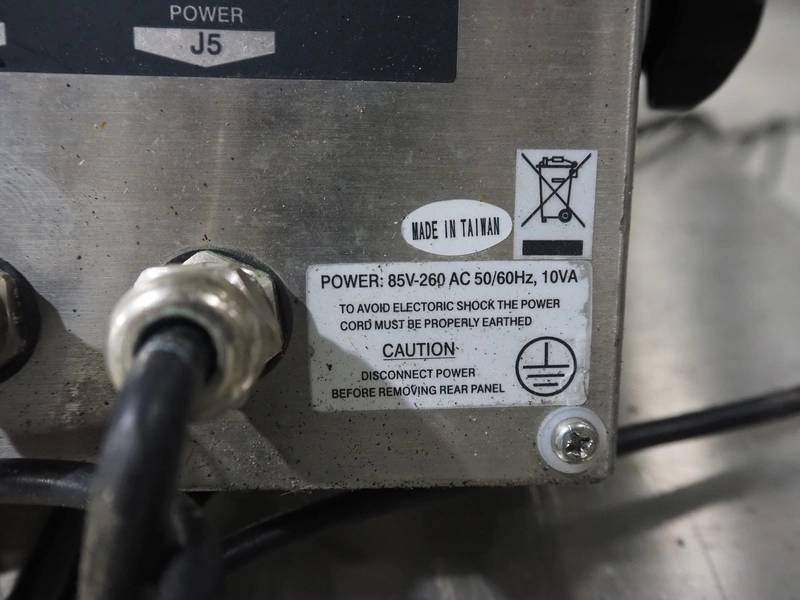 POWER
J5
MADE IN TAIWAN
POWER: 85V-260 AC 50/60Hz, 10VA
TO AVOID ELECTORIC SHOCK THE POWER
CORD MUST BE PROPERLY EARTHED
CAUTION
DISCONNECT POWER
BEFORE REMOVING REAR PANEL